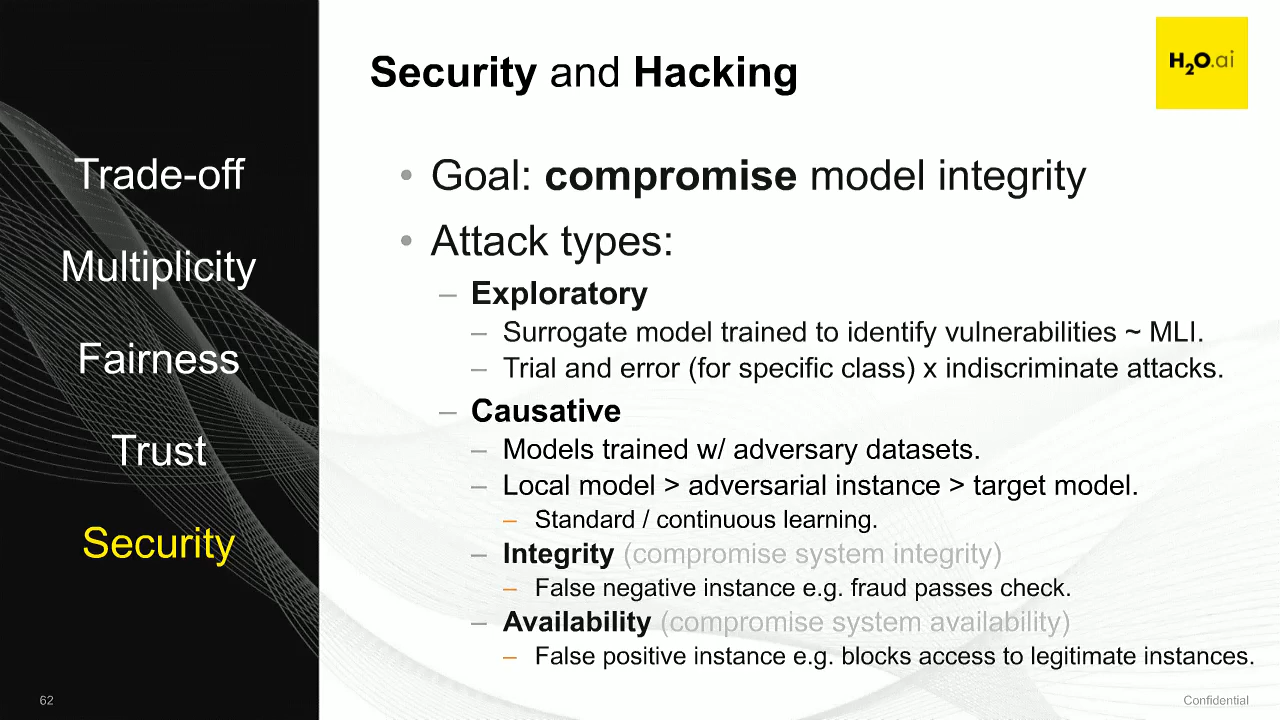 Security and Hacking
H2O.ai
Trade-off
Multiplicity
Fairness
Trust
Security
• Goal: compromise model integrity
• Attack types:
– Exploratory
– Surrogate model trained to identify vulnerabilities ~ MLI.
– Trial and error (for specific class) x indiscriminate attacks.
– Causative
– Models trained w/ adversary datasets.
– Local model > adversarial instance > target model.
– Standard / continuous learning.
– Integrity (compromise system integrity)
– False negative instance e.g. fraud passes check.
– Availability (compromise system availability)
– False positive instance e.g. blocks access to legitimate instances.
62
Confidential